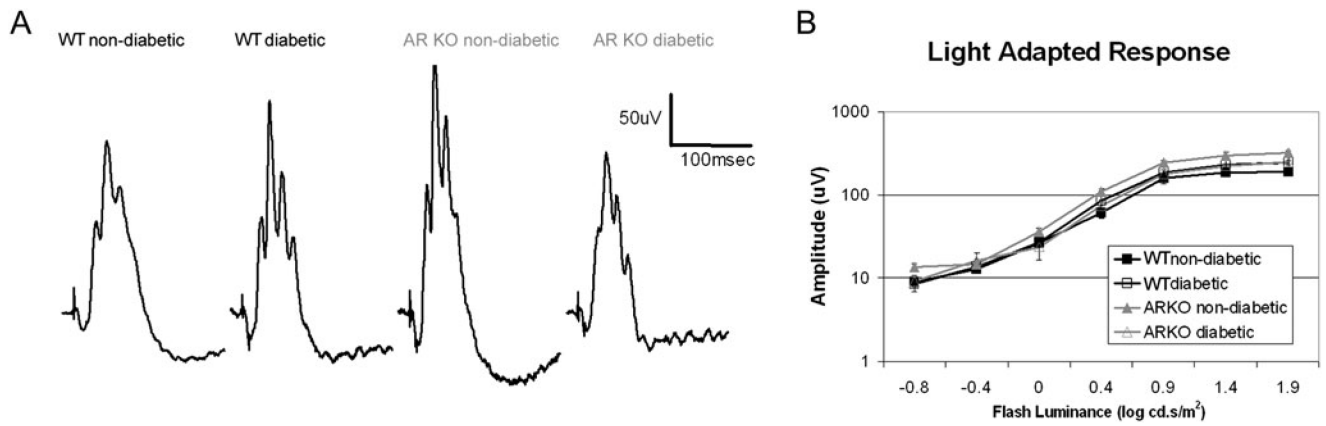 A
WT non-diabetic
WT diabetic
AR KO non-diabetic
AR KO diabetic
50uV
100msec
B
Light Adapted Response
Amplitude (uV)
1000
100
10
1
-0.8
-0.4
0
0.4
0.9
1.4
1.9
Flash Luminance (log cd.s/m²)
WTnon-diabetic
WTdiabetic
ARKO non-diabetic
ARKO diabetic